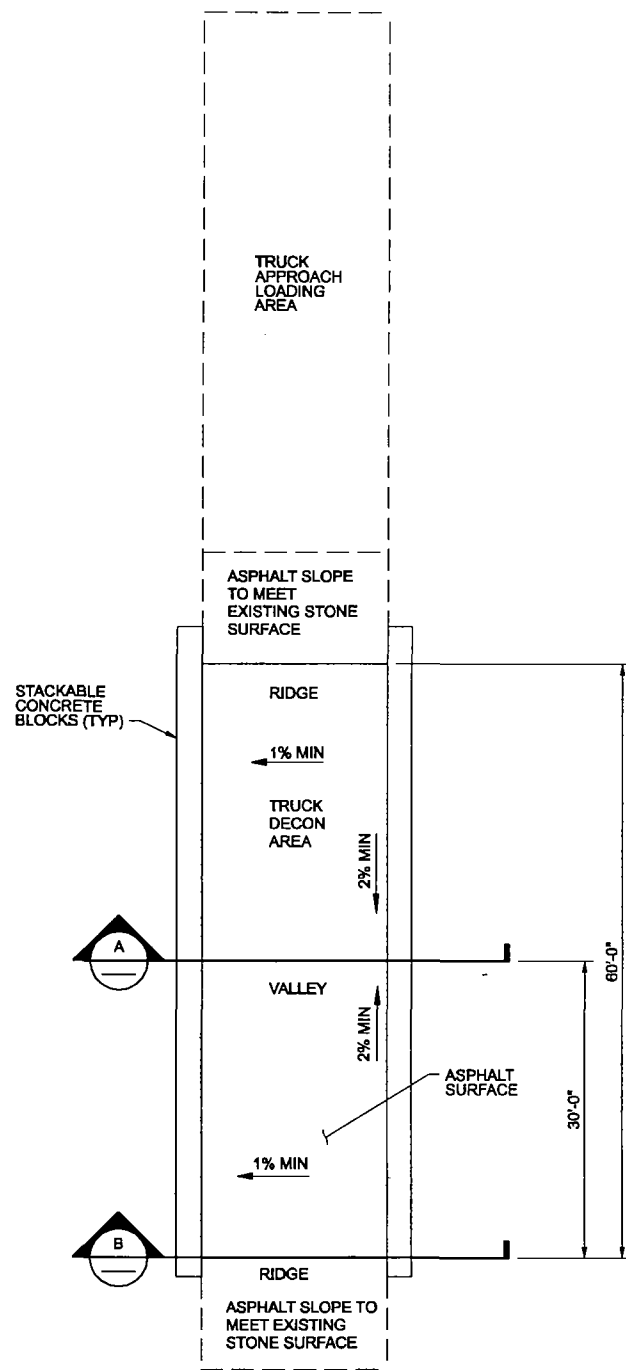 TRUCK
APPROACH
LOADING
AREA
ASPHALT SLOPE
TO MEET
EXISTING STONE
SURFACE
STACKABLE
CONCRETE
BLOCKS (TYP)
RIDGE
1% MIN
TRUCK
DECON
AREA
2% MIN
A
VALLEY
2% MIN
60'-0"
30'-0"
ASPHALT
SURFACE
1% MIN
B
RIDGE
ASPHALT SLOPE TO
MEET EXISTING
STONE SURFACE